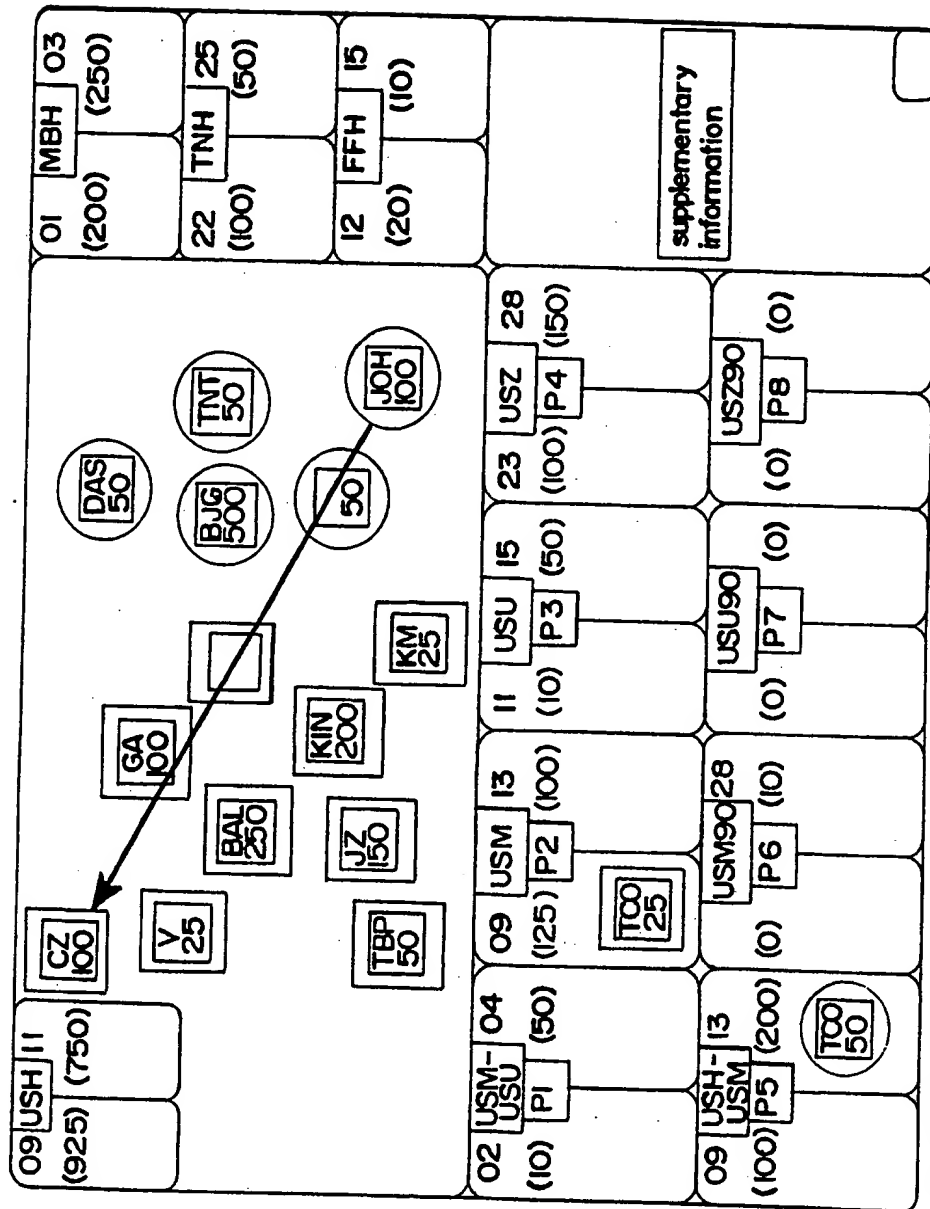 09 USH 11
(925) (750)
01 MBH 03
(200) (250)
22 TNH 25
(100) (50)
12 FFH 15
(20) (10)
CZ
100
V
25
TBP
50
GA
100
BAL
250
JZ
150
KIN
200
KM
25
DAS
50
BJG
500
50
TNT
50
JOH
100
02 USM-USU 04
(10) P1 (50)
09 USM 13
(125) P2 (100)
TCO
25
11 USU 15
(10) P3 (50)
23 USZ 28
(100) P4 (150)
09 USH-USM 13
(100) P5 (200)
TCO
50
USM90 28
(0) P6 (10)
USU90
(0) P7 (0)
USZ90
(0) P8 (0)
supplementary
information